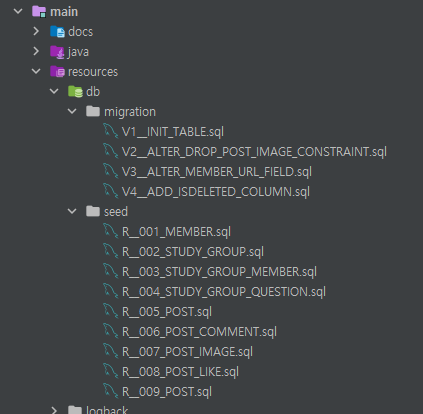 main
docs
java
resources
db
migration
V1__INIT_TABLE.sql
V2__ALTER_DROP_POST_IMAGE_CONSTRAINT.sql
V3__ALTER_MEMBER_URL_FIELD.sql
V4__ADD_ISDELETED_COLUMN.sql
seed
R__001_MEMBER.sql
R__002_STUDY_GROUP.sql
R__003_STUDY_GROUP_MEMBER.sql
R__004_STUDY_GROUP_QUESTION.sql
R__005_POST.sql
R__006_POST_COMMENT.sql
R__007_POST_IMAGE.sql
R__008_POST_LIKE.sql
R__009_POST.sql
logback